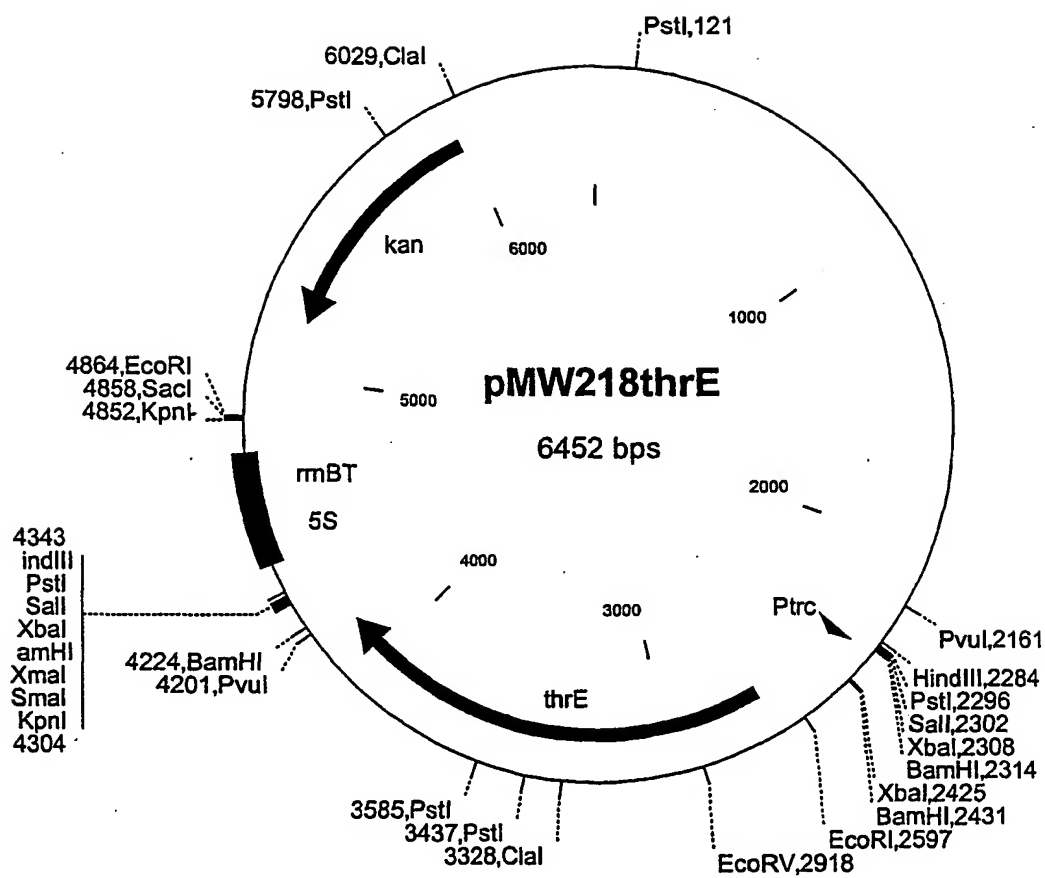 PstI,121
6029,ClaI
5798,PstI
kan
6000
1000
4864,EcoRI
4858,SacI
4852,KpnI
5000
pMW218thrE
6452 bps
rrnBT
5S
2000
4343
indIII
PstI
SalI
XbaI
amHI
XmaI
SmaI
KpnI
4304
4000
3000
Ptrc
4224,BamHI
4201,PvuI
thrE
PvuI,2161
HindIII,2284
PstI,2296
SalI,2302
XbaI,2308
BamHI,2314
XbaI,2425
BamHI,2431
EcoRI,2597
EcoRV,2918
3585,PstI
3437,PstI
3328,ClaI